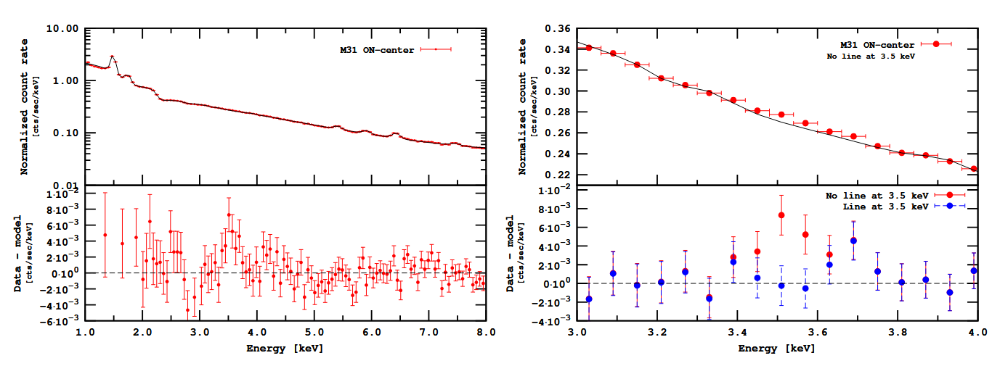 10.00
1.00
0.10
0.01
Normalized count rate
[cts/sec/keV]
M31 ON-center
1·10⁻²
8·10⁻³
6·10⁻³
4·10⁻³
2·10⁻³
0·10⁰
-2·10⁻³
-4·10⁻³
-6·10⁻³
Data - model
[cts/sec/keV]
1.0 2.0 3.0 4.0 5.0 6.0 7.0 8.0
Energy [keV]
0.36
0.34
0.32
0.30
0.28
0.26
0.24
0.22
Normalized count rate
[cts/sec/keV]
M31 ON-center
No line at 3.5 keV
1·10⁻²
8·10⁻³
6·10⁻³
4·10⁻³
2·10⁻³
0·10⁰
-2·10⁻³
-4·10⁻³
Data - model
[cts/sec/keV]
No line at 3.5 keV
Line at 3.5 keV
3.0 3.2 3.4 3.6 3.8 4.0
Energy [keV]